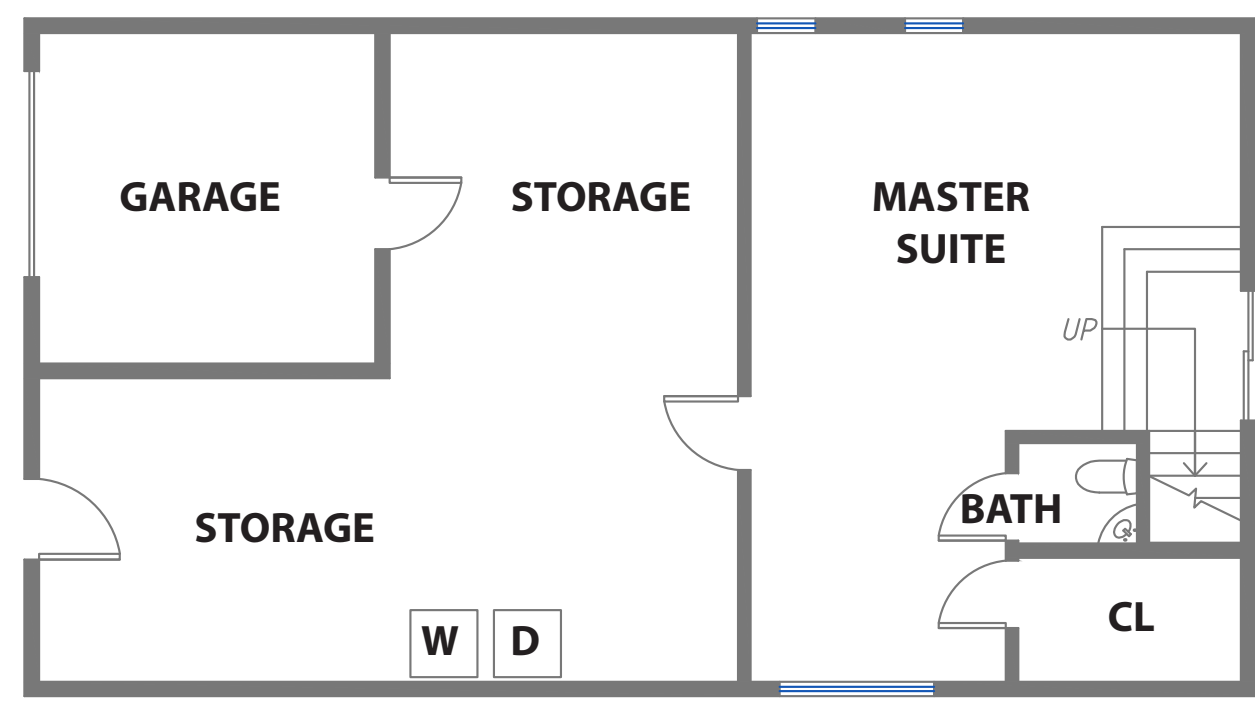 GARAGE
STORAGE
MASTER
SUITE
UP
BATH
STORAGE
CL
W
D